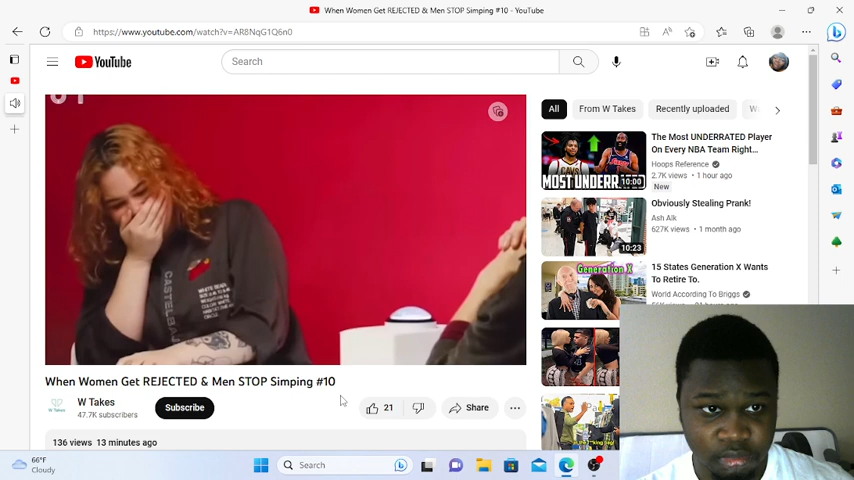 When Women Get REJECTED & Men STOP Simping #10 - YouTube
https://www.youtube.com/watch?v=AR8NqG1Q6n0
YouTube
Search
All
From W Takes
Recently uploaded
CASTELBA
MOST UNDERR
10:00
The Most UNDERRATED Player
On Every NBA Team Right...
Hoops Reference
2.7K views • 1 hour ago
New
10:23
Obviously Stealing Prank!
Ash Alk
627K views • 1 month ago
Generation X
15 States Generation X Wants
To Retire To.
World According To Briggs
When Women Get REJECTED & Men STOP Simping #10
W Takes
47.7K subscribers
Subscribe
21
Share
136 views 13 minutes ago
66°F
Cloudy
Search